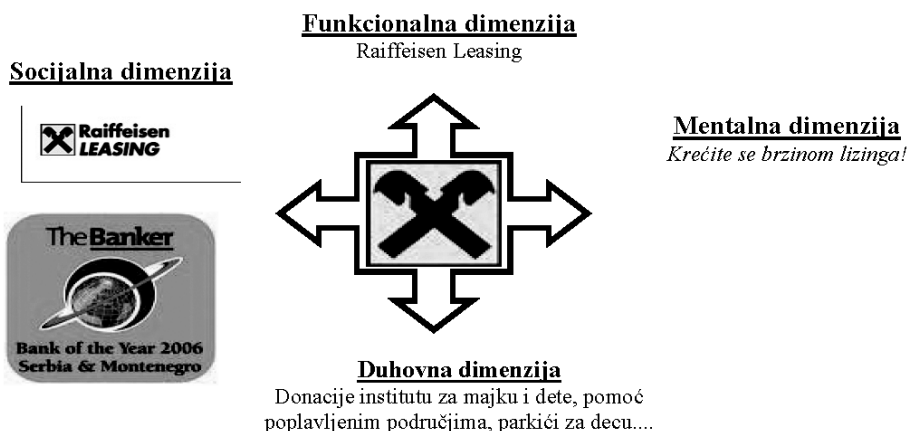 Funkcionalna dimenzija
Raiffeisen Leasing
Socijalna dimenzija
Raiffeisen
LEASING
Mentalna dimenzija
Krećite se brzinom lizinga!
The Banker
Bank of the Year 2006
Serbia & Montenegro
Duhovna dimenzija
Donacije institutu za majku i dete, pomoć
poplavljenim područjima, parkići za decu....